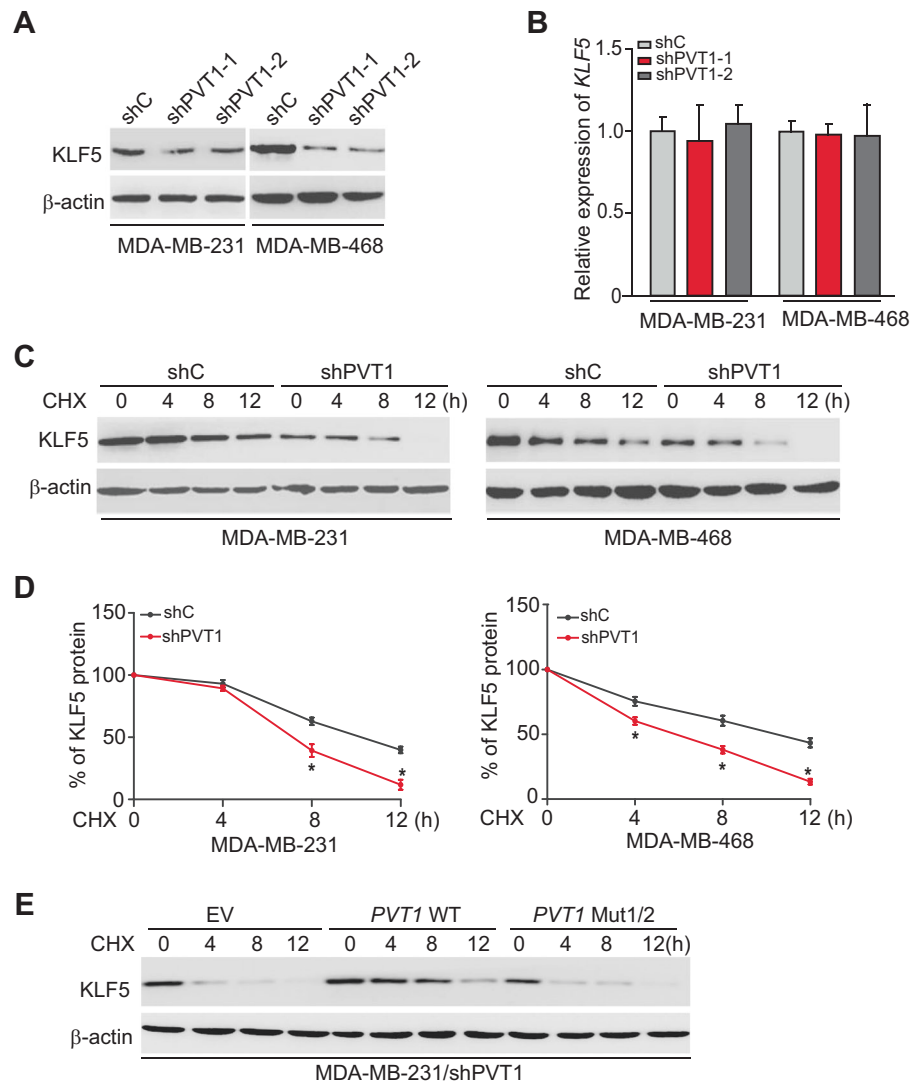 A
shC
shPVT1-1
shPVT1-2
shC
shPVT1-1
shPVT1-2
KLF5
β-actin
MDA-MB-231 MDA-MB-468
B
Relative expression of KLF5
1.5
1.0
0.5
0
shC
shPVT1-1
shPVT1-2
MDA-MB-231 MDA-MB-468
C
shC shPVT1
CHX 0 4 8 12 0 4 8 12 (h)
KLF5
β-actin
MDA-MB-231
shC shPVT1
0 4 8 12 0 4 8 12 (h)
MDA-MB-468
D
% of KLF5 protein
150
100
50
0
shC
shPVT1
* *
CHX 0 4 8 12 (h)
MDA-MB-231
% of KLF5 protein
150
100
50
0
shC
shPVT1
* * *
CHX 0 4 8 12 (h)
MDA-MB-468
E
EV PVT1 WT PVT1 Mut1/2
CHX 0 4 8 12 0 4 8 12 0 4 8 12(h)
KLF5
β-actin
MDA-MB-231/shPVT1